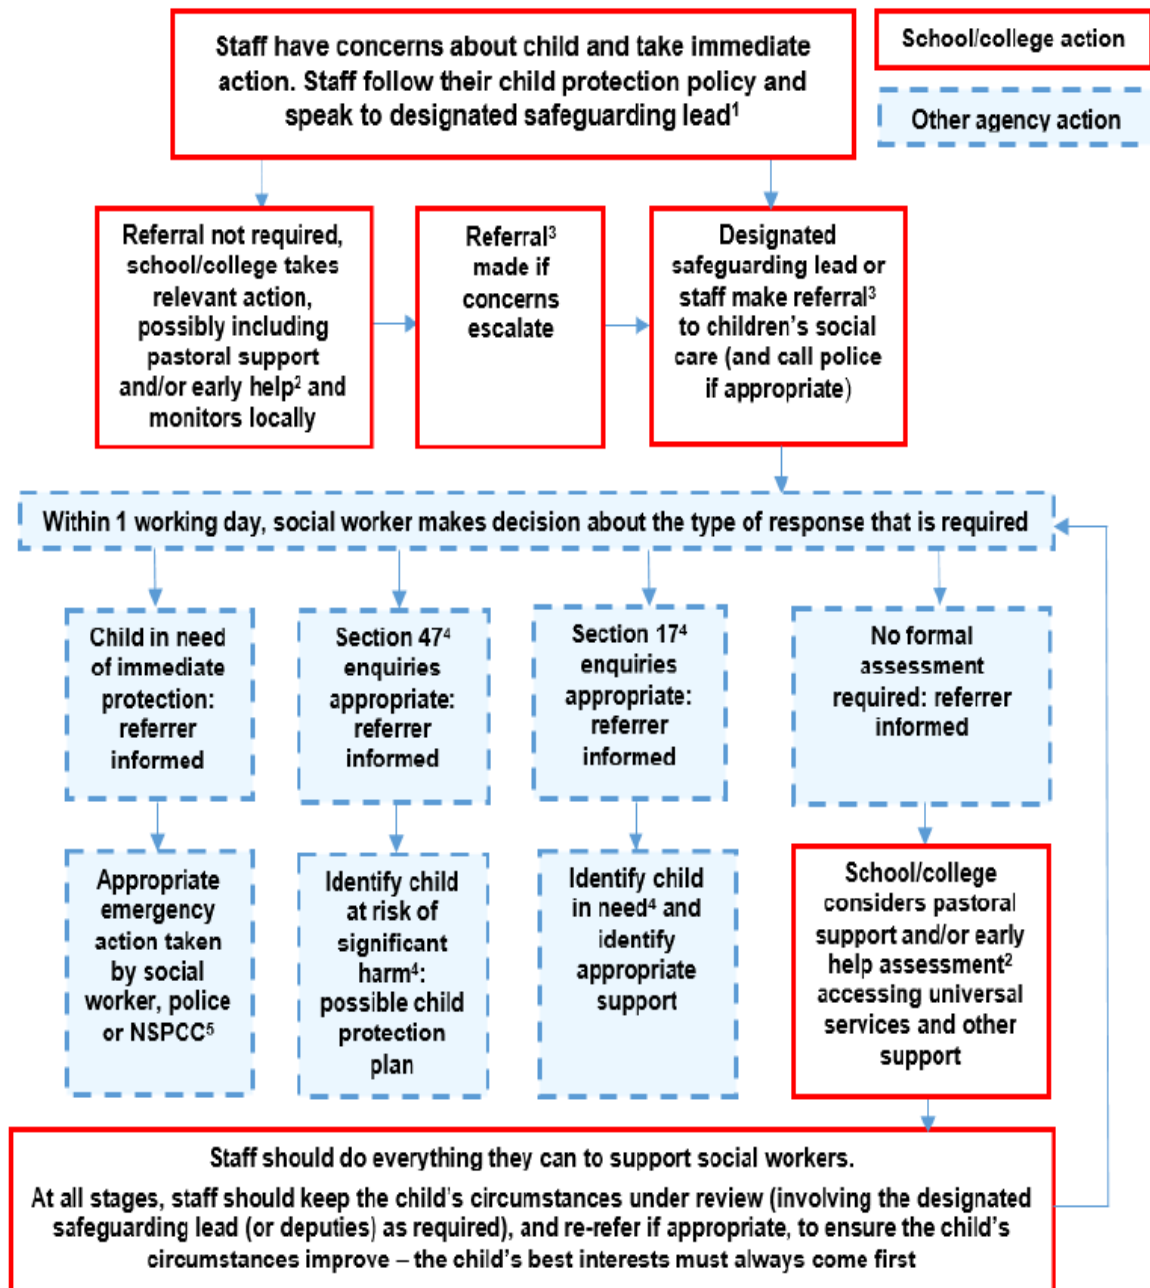 Staff have concerns about child and take immediate
action. Staff follow their child protection policy and
speak to designated safeguarding lead¹
School/college action
Other agency action
Referral not required,
school/college takes
relevant action,
possibly including
pastoral support
and/or early help² and
monitors locally
Referral³
made if
concerns
escalate
Designated
safeguarding lead or
staff make referral³
to children's social
care (and call police
if appropriate)
Within 1 working day, social worker makes decision about the type of response that is required
Child in need
of immediate
protection:
referrer
informed
Section 47⁴
enquiries
appropriate:
referrer
informed
Section 17⁴
enquiries
appropriate:
referrer
informed
No formal
assessment
required: referrer
informed
Appropriate
emergency
action taken
by social
worker, police
or NSPCC⁵
Identify child
at risk of
significant
harm⁴:
possible child
protection
plan
Identify child
in need⁴ and
identify
appropriate
support
School/college
considers pastoral
support and/or early
help assessment²
accessing universal
services and other
support
Staff should do everything they can to support social workers.
At all stages, staff should keep the child's circumstances under review (involving the designated
safeguarding lead (or deputies) as required), and re-refer if appropriate, to ensure the child's
circumstances improve – the child's best interests must always come first